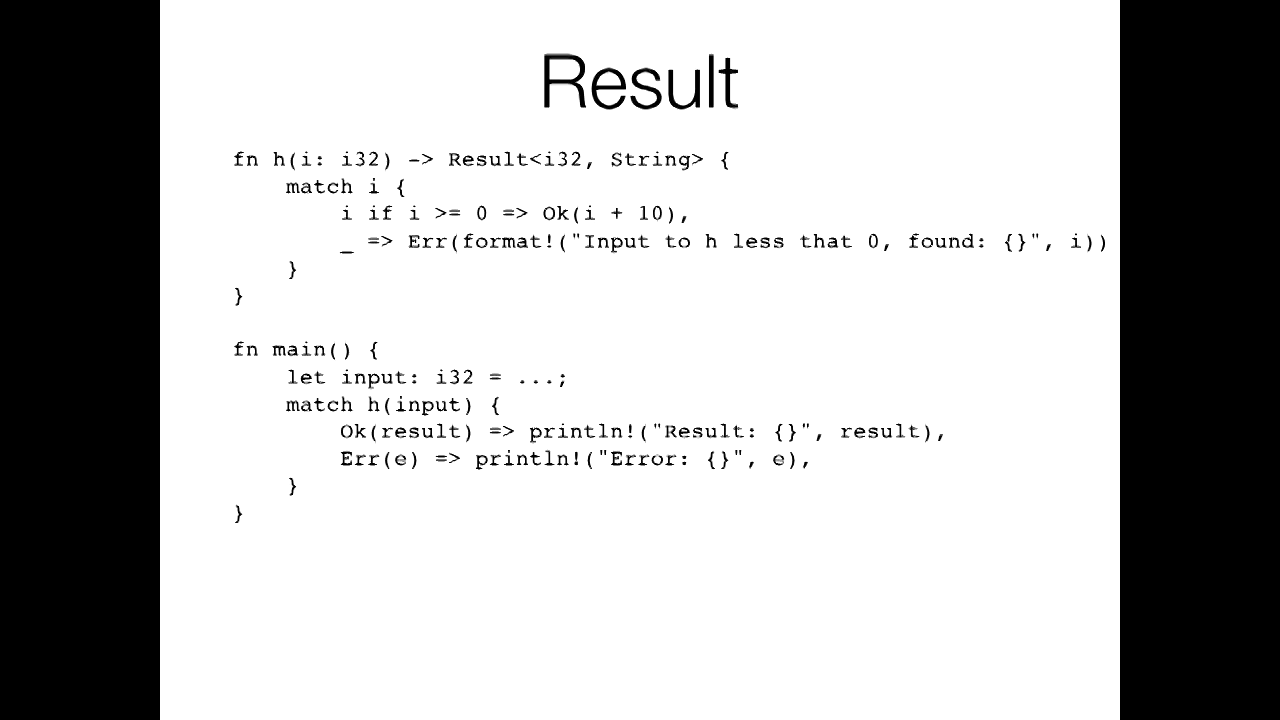 Result
fn h(i: i32) -> Result<i32, String> {
    match i {
        i if i >= 0 => Ok(i + 10),
        _ => Err(format!("Input to h less that 0, found: {}", i))
    }
}
fn main() {
    let input: i32 = ...;
    match h(input) {
        Ok(result) => println!("Result: {}", result),
        Err(e) => println!("Error: {}", e),
    }
}